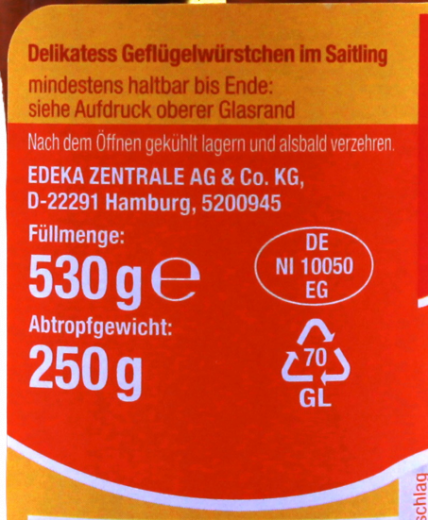 Delikatess Geflügelwürstchen im Saitling
mindestens haltbar bis Ende:
siehe Aufdruck oberer Glasrand
Nach dem Öffnen gekühlt lagern und alsbald verzehren.
EDEKA ZENTRALE AG & Co. KG,
D-22291 Hamburg, 5200945
Füllmenge:
530 g ℮
DE
NI 10050
EG
Abtropfgewicht:
250 g
70
GL
schlag